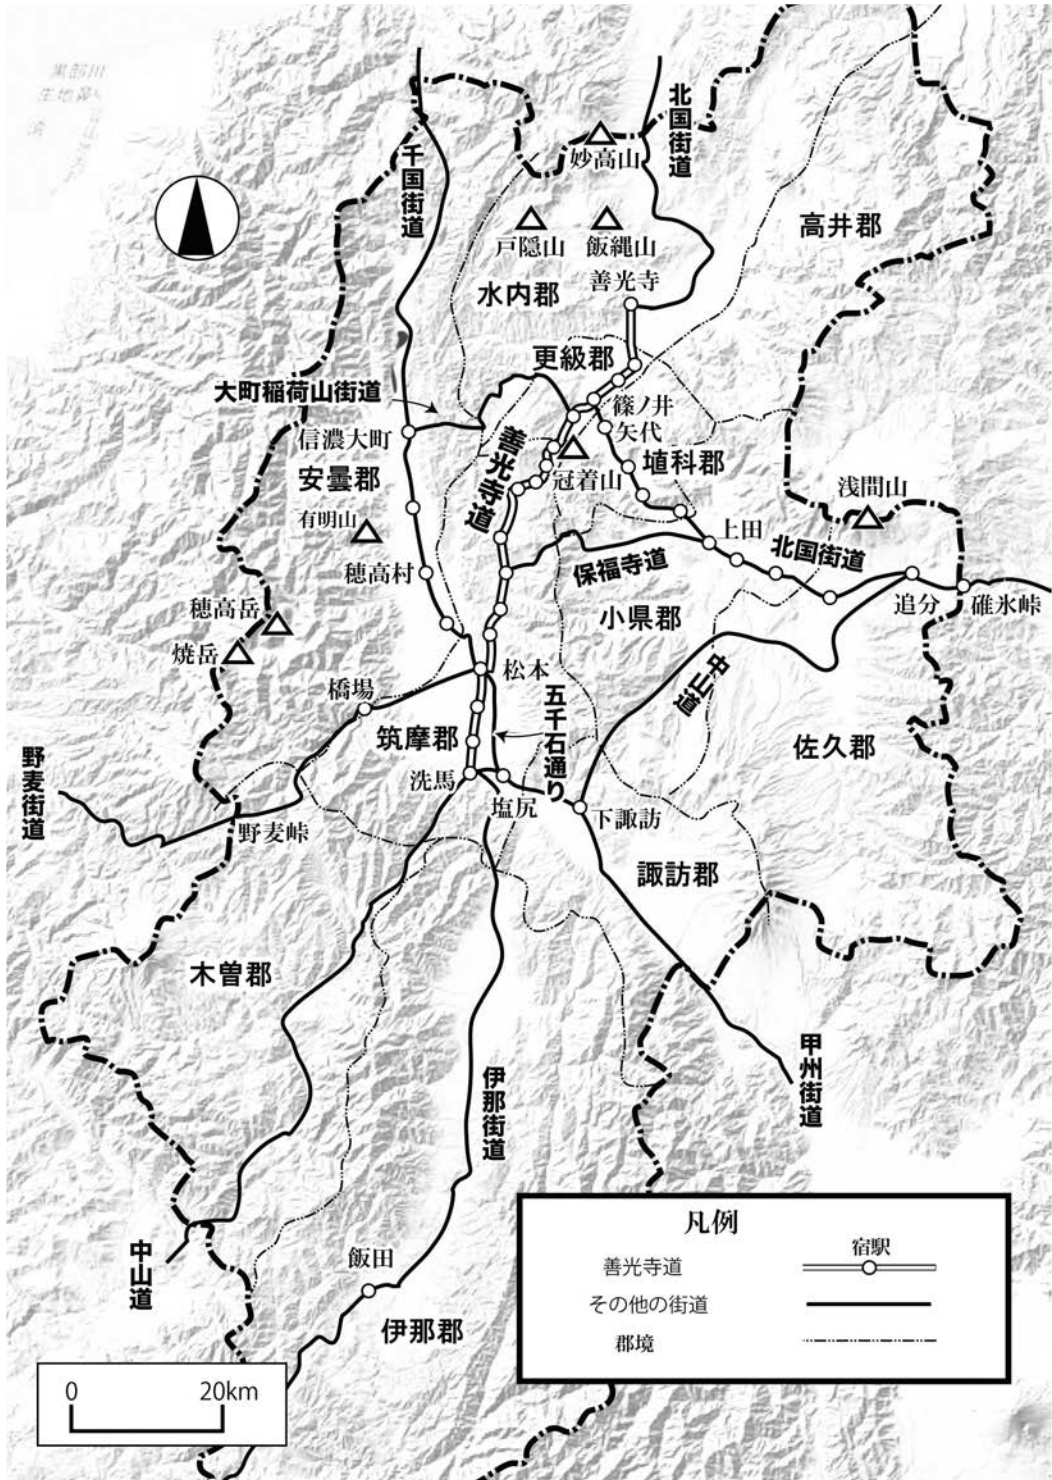 黒部川
生地鼻
湾
北国街道
千国街道
妙高山
高井郡
戸隠山
飯縄山
水内郡
善光寺
更級郡
大町稲荷山街道
篠ノ井
信濃大町
矢代
善光寺道
埴科郡
冠着山
安曇郡
浅間山
有明山
上田
北国街道
保福寺道
穂高村
追分
碓氷峠
穂高岳
小県郡
焼岳
松本
中山道
橋場
五千石通り
筑摩郡
佐久郡
野麦街道
洗馬
塩尻
下諏訪
野麦峠
諏訪郡
木曽郡
甲州街道
伊那街道
中山道
飯田
伊那郡
凡例
宿駅
善光寺道
その他の街道
郡境
0 20km